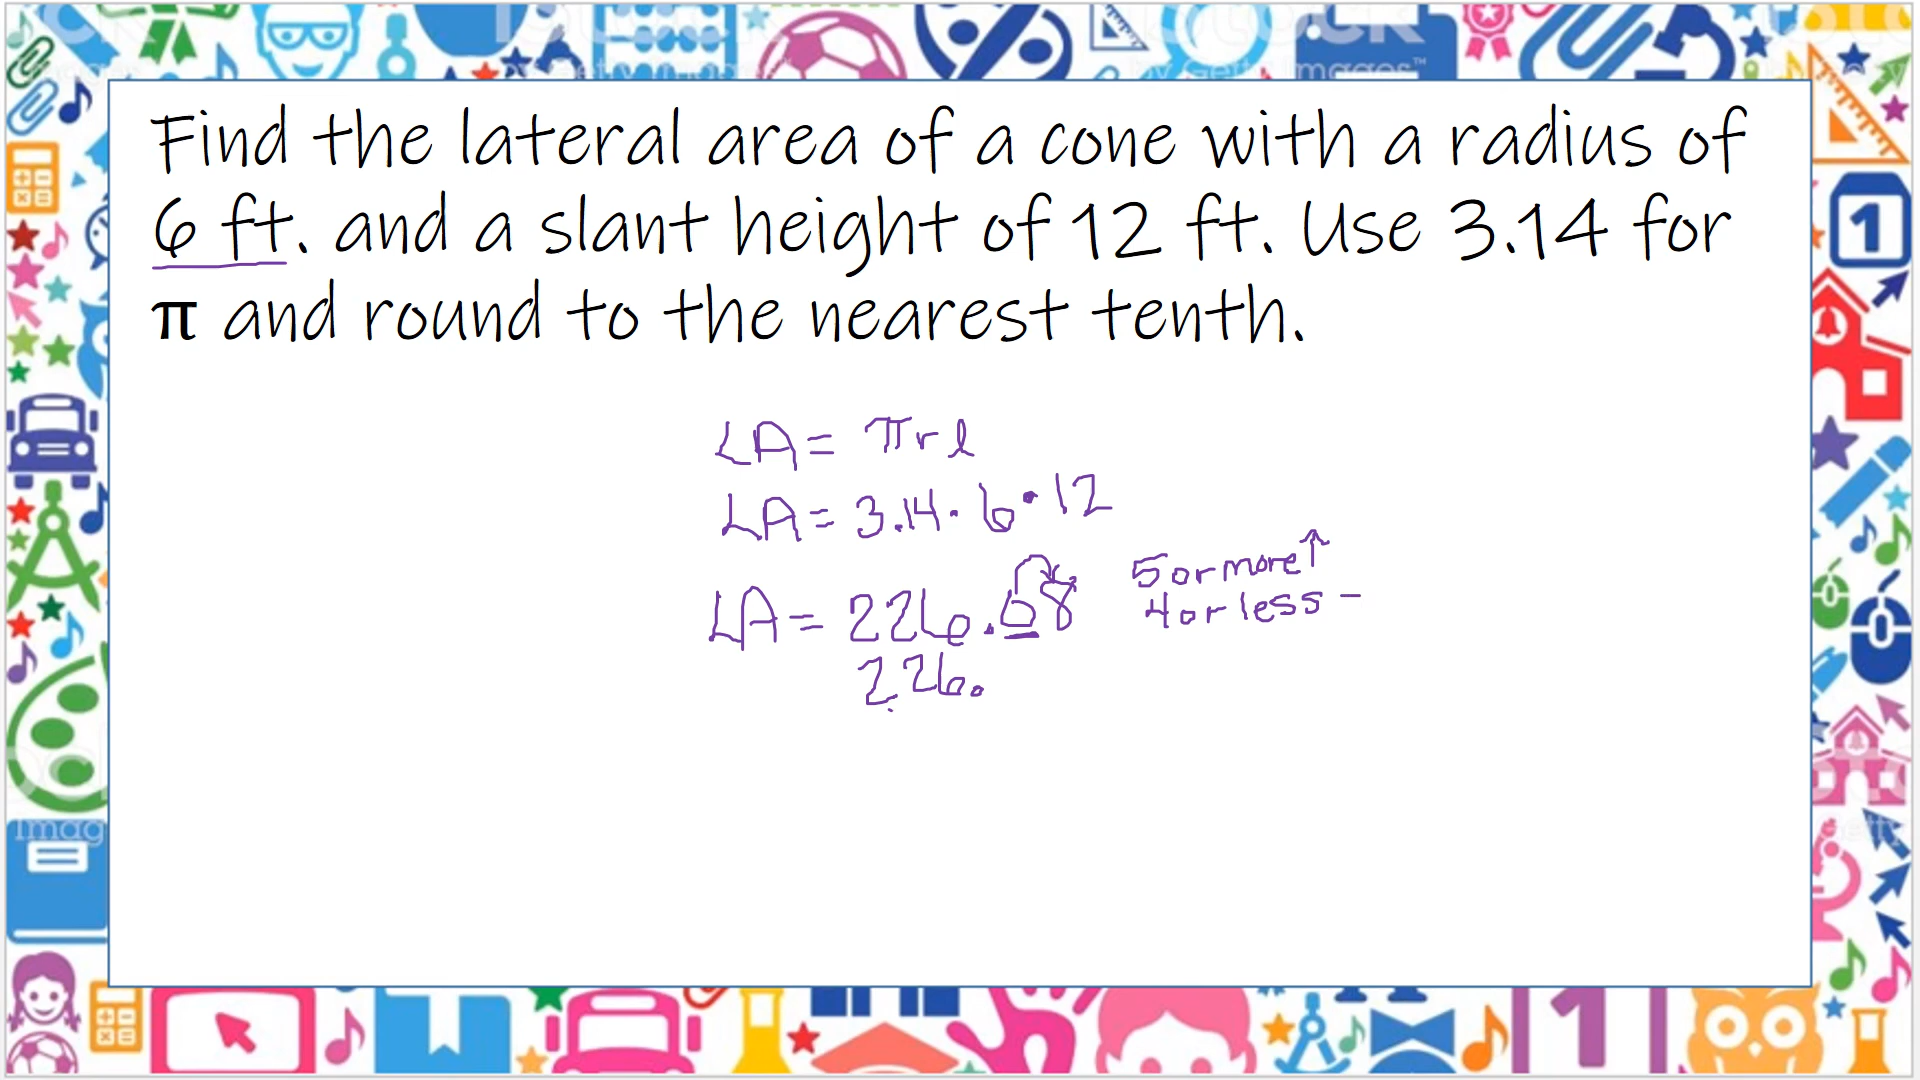 Find the lateral area of a cone with a radius of
6 ft. and a slant height of 12 ft. Use 3.14 for
π and round to the nearest tenth.
LA = πrl
LA = 3.14 · 6 · 12
5 or more ↑
LA = 226.08
4 or less –
226.
1
1